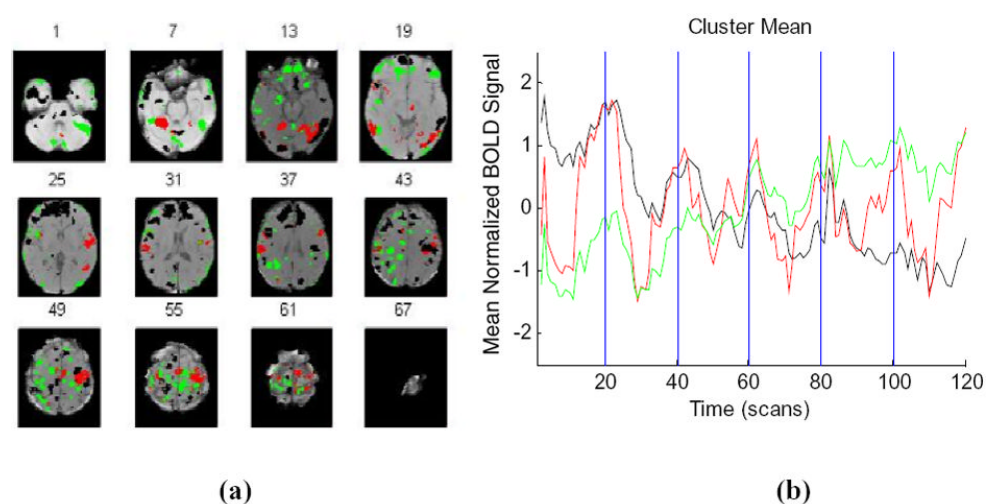 1 7 13 19
25 31 37 43
49 55 61 67
(a)
Cluster Mean
Mean Normalized BOLD Signal
2
1
0
-1
-2
20 40 60 80 100 120
Time (scans)
(b)